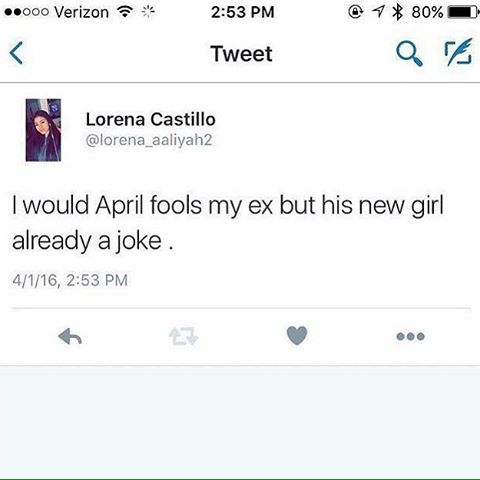 ●●○○○ Verizon 2:53 PM 80%
Tweet
Lorena Castillo
@lorena_aaliyah2
I would April fools my ex but his new girl
already a joke .
4/1/16, 2:53 PM